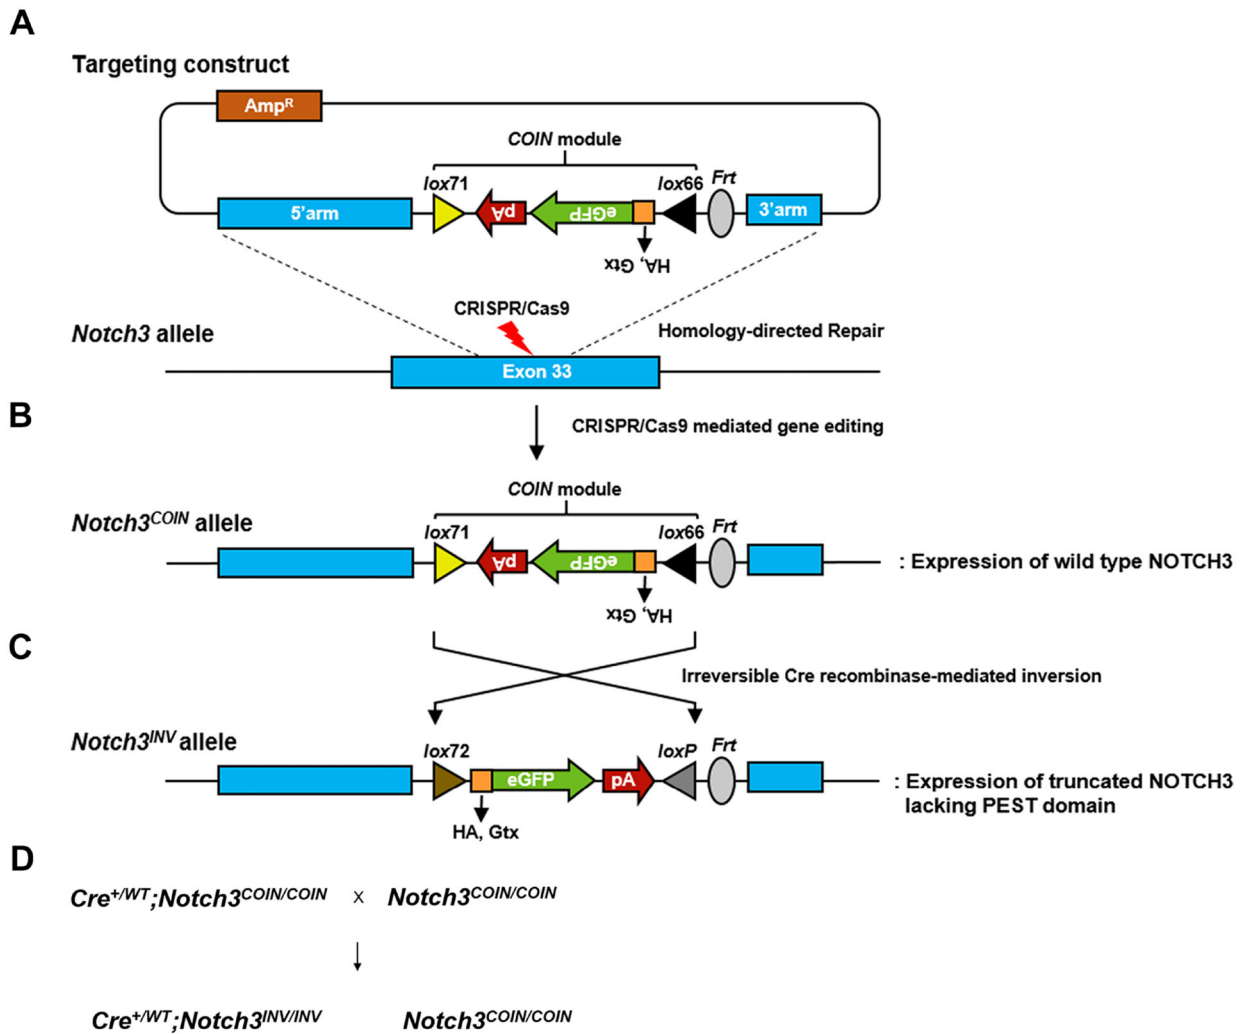 A
Targeting construct
AmpR
COIN module
lox71
lox66
Frt
5'arm
pA
eGFP
3'arm
HA, Gtx
CRISPR/Cas9
Notch3 allele
Homology-directed Repair
Exon 33
B
CRISPR/Cas9 mediated gene editing
COIN module
Notch3COIN allele
lox71
lox66
Frt
pA
eGFP
: Expression of wild type NOTCH3
HA, Gtx
C
Irreversible Cre recombinase-mediated inversion
Notch3INV allele
lox72
loxP
Frt
eGFP
pA
: Expression of truncated NOTCH3
lacking PEST domain
HA, Gtx
D
Cre+/WT;Notch3COIN/COIN x Notch3COIN/COIN
Cre+/WT;Notch3INV/INV Notch3COIN/COIN